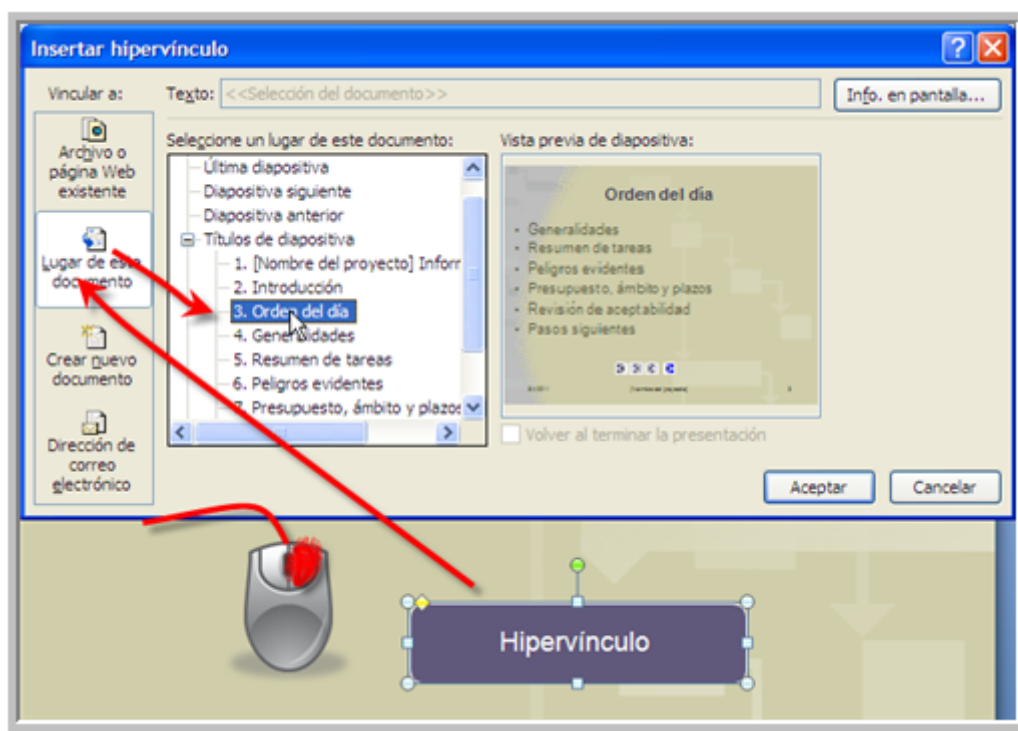 Insertar hipervínculo
Vincular a:
Texto: <<Selección del documento>>
Info. en pantalla...
Archivo o
página Web
existente
Lugar de este
documento
Crear nuevo
documento
Dirección de
correo
electrónico
Seleccione un lugar de este documento:
Última diapositiva
Diapositiva siguiente
Diapositiva anterior
Títulos de diapositiva
1. [Nombre del proyecto] Inform
2. Introducción
3. Orden del día
4. Generalidades
5. Resumen de tareas
6. Peligros evidentes
7. Presupuesto, ámbito y plazos
Vista previa de diapositiva:
Orden del día
Generalidades
Resumen de tareas
Peligros evidentes
Presupuesto, ámbito y plazos
Revisión de aceptabilidad
Pasos siguientes
Volver al terminar la presentación
Aceptar
Cancelar
Hipervínculo